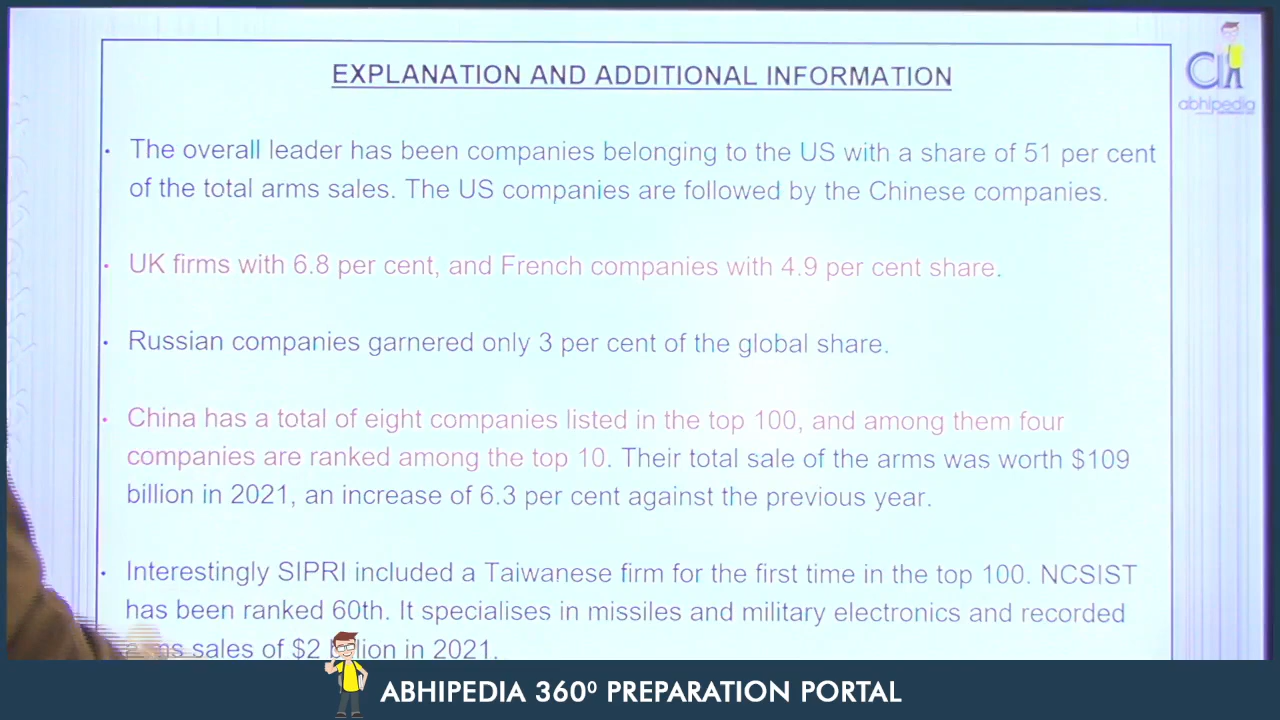 EXPLANATION AND ADDITIONAL INFORMATION
abhipedia
• The overall leader has been companies belonging to the US with a share of 51 per cent
of the total arms sales. The US companies are followed by the Chinese companies.
• UK firms with 6.8 per cent, and French companies with 4.9 per cent share.
• Russian companies garnered only 3 per cent of the global share.
• China has a total of eight companies listed in the top 100, and among them four
companies are ranked among the top 10. Their total sale of the arms was worth $109
billion in 2021, an increase of 6.3 per cent against the previous year.
• Interestingly SIPRI included a Taiwanese firm for the first time in the top 100. NCSIST
has been ranked 60th. It specialises in missiles and military electronics and recorded
arms sales of $2 billion in 2021.
ABHIPEDIA 360º PREPARATION PORTAL